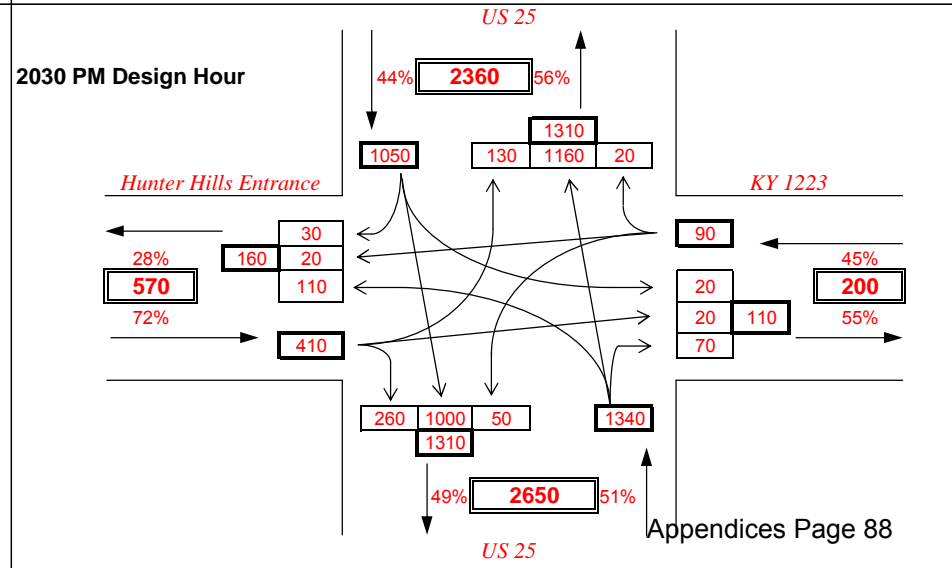 US 25
2030 PM Design Hour
44% 2360 56%
1310
1050
130 1160 20
Hunter Hills Entrance
KY 1223
30
90
160 20
28%
45%
570
110
20
200
20 110
72%
55%
410
70
260 1000 50
1340
1310
49% 2650 51%
Appendices Page 88
US 25